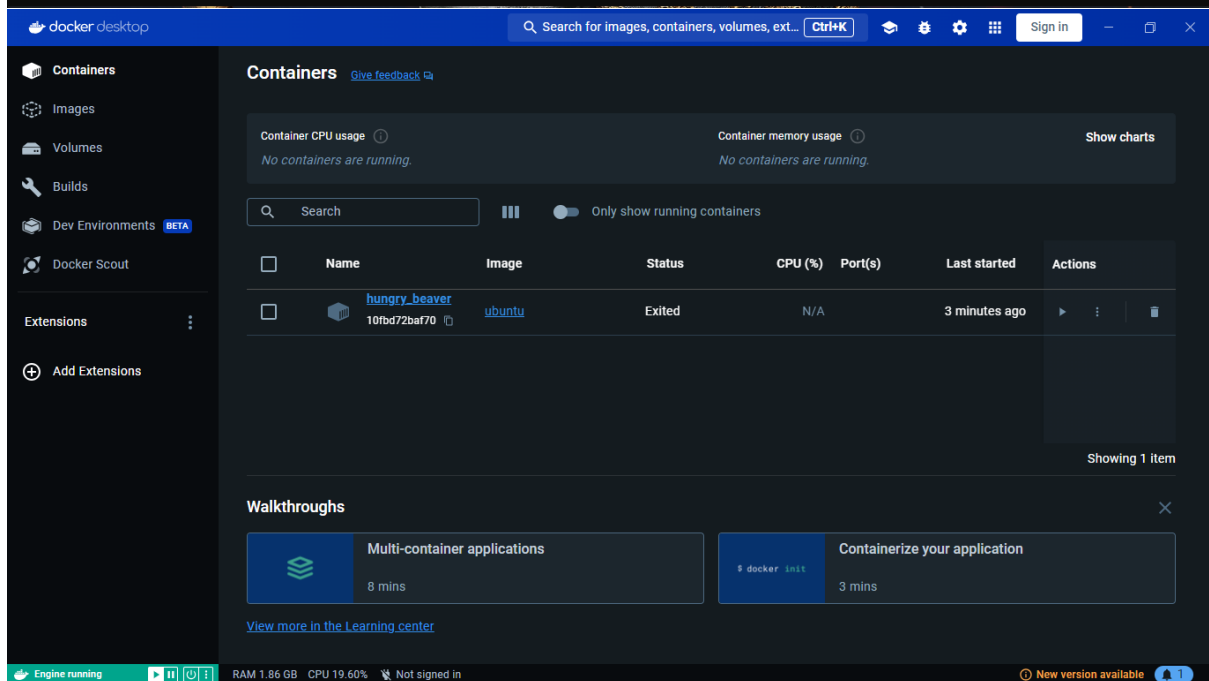 docker desktop
Search for images, containers, volumes, ext... Ctrl+K
Sign in
Containers
Images
Volumes
Builds
Dev Environments BETA
Docker Scout
Extensions
Add Extensions
Containers Give feedback
Container CPU usage
No containers are running.
Container memory usage
No containers are running.
Show charts
Search
Only show running containers
Name Image Status CPU (%) Port(s) Last started Actions
hungry_beaver
10fbd72baf70
ubuntu Exited N/A 3 minutes ago
Showing 1 item
Walkthroughs
Multi-container applications
8 mins
$ docker init
Containerize your application
3 mins
View more in the Learning center
Engine running
RAM 1.86 GB CPU 19.60% Not signed in
New version available 1